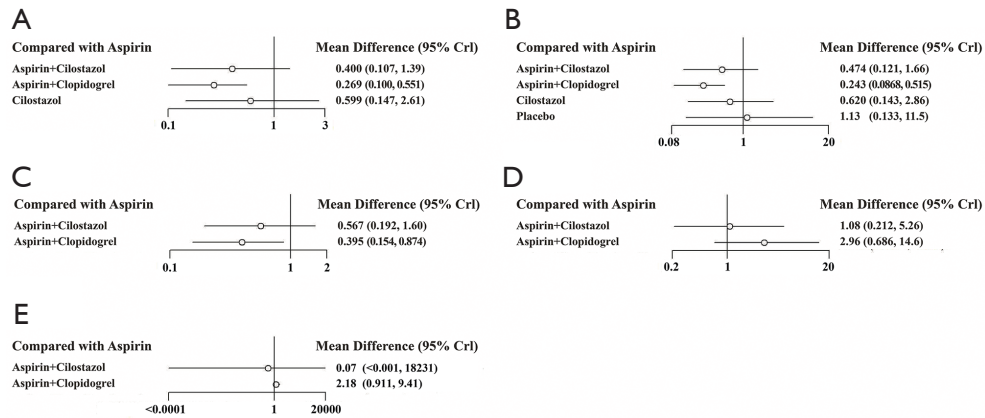 A
Compared with Aspirin Mean Difference (95% Crl)
Aspirin+Cilostazol 0.400 (0.107, 1.39)
Aspirin+Clopidogrel 0.269 (0.100, 0.551)
Cilostazol 0.599 (0.147, 2.61)
0.1 1 3
B
Compared with Aspirin Mean Difference (95% Crl)
Aspirin+Cilostazol 0.474 (0.121, 1.66)
Aspirin+Clopidogrel 0.243 (0.0868, 0.515)
Cilostazol 0.620 (0.143, 2.86)
Placebo 1.13 (0.133, 11.5)
0.08 1 20
C
Compared with Aspirin Mean Difference (95% Crl)
Aspirin+Cilostazol 0.567 (0.192, 1.60)
Aspirin+Clopidogrel 0.395 (0.154, 0.874)
0.1 1 2
D
Compared with Aspirin Mean Difference (95% Crl)
Aspirin+Cilostazol 1.08 (0.212, 5.26)
Aspirin+Clopidogrel 2.96 (0.686, 14.6)
0.2 1 20
E
Compared with Aspirin Mean Difference (95% Crl)
Aspirin+Cilostazol 0.07 (<0.001, 18231)
Aspirin+Clopidogrel 2.18 (0.911, 9.41)
<0.0001 1 20000